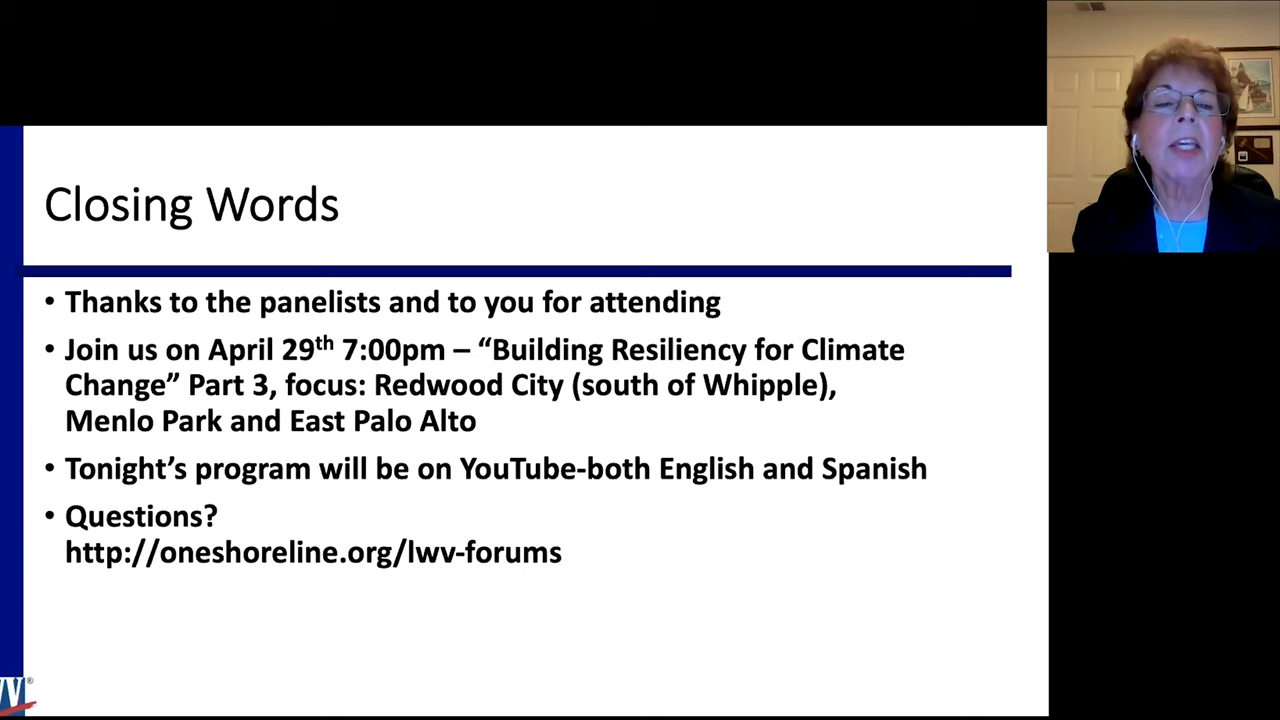 Closing Words
• Thanks to the panelists and to you for attending
• Join us on April 29th 7:00pm – “Building Resiliency for Climate
Change” Part 3, focus: Redwood City (south of Whipple),
Menlo Park and East Palo Alto
• Tonight’s program will be on YouTube-both English and Spanish
• Questions?
http://oneshoreline.org/lwv-forums